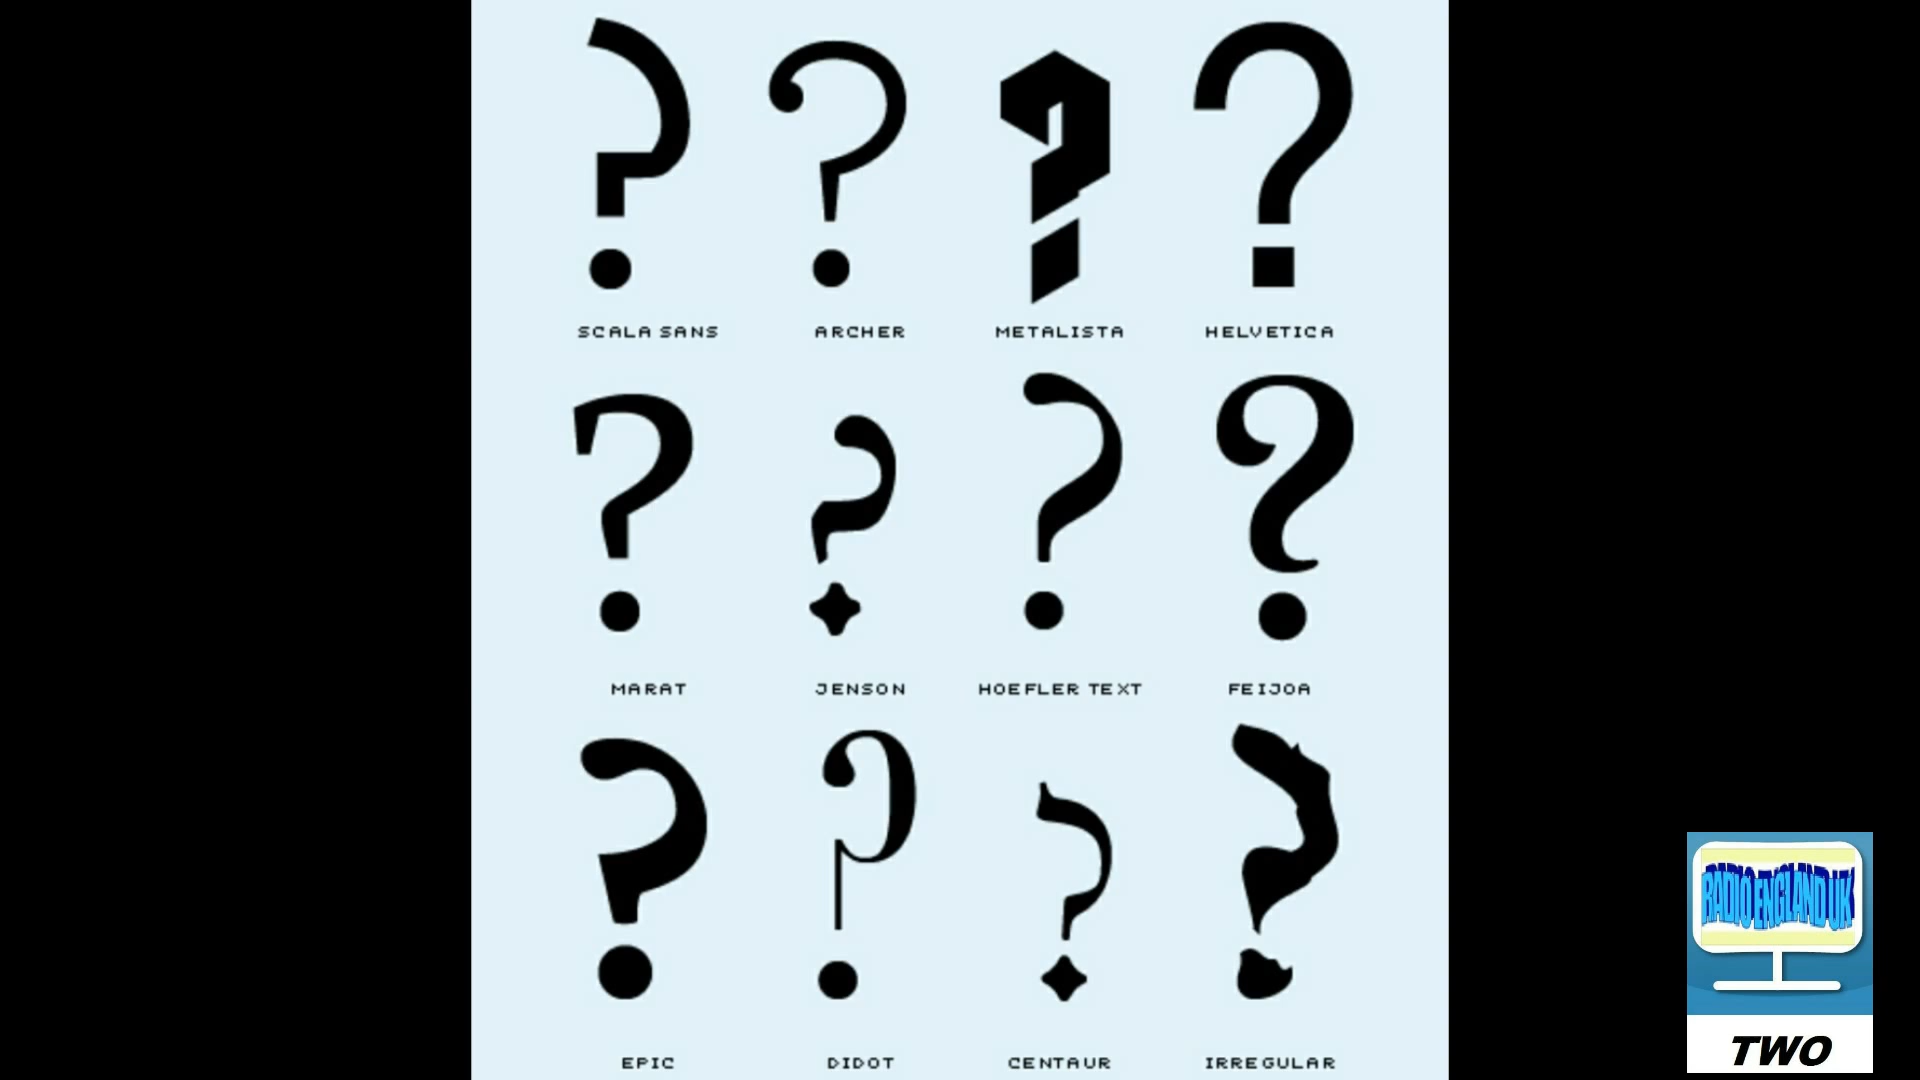 ? ? ? ?
SCALA SANS ARCHER METALISTA HELVETICA
? ? ? ?
MARAT JENSON HOEFLER TEXT FEIJOA
? ? ? ?
EPIC DIDOT CENTAUR IRREGULAR
RADIO ENGLAND UK
TWO